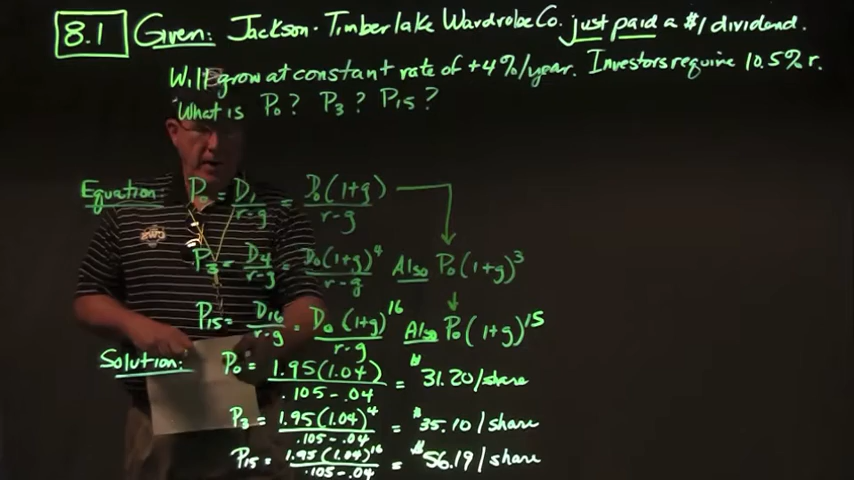 8.1 Given: Jackson-Timberlake Wardrobe Co. just paid a $1 dividend.
Will grow at constant rate of +4%/year. Investors require 10.5% r.
What is P₀? P₃? P₁₅?
Equation: P₀ = D₁/(r-g) = D₀(1+g)/(r-g)
P₃ = D₄/(r-g) = D₀(1+g)⁴/(r-g) Also P₀(1+g)³
P₁₅ = D₁₆/(r-g) = D₀(1+g)¹⁶/(r-g) Also P₀(1+g)¹⁵
Solution: P₀ = 1.95(1.04)/(.105-.04) = $31.20/share
P₃ = 1.95(1.04)⁴/(.105-.04) = $35.10/share
P₁₅ = 1.95(1.04)¹⁶/(.105-.04) = $56.19/share